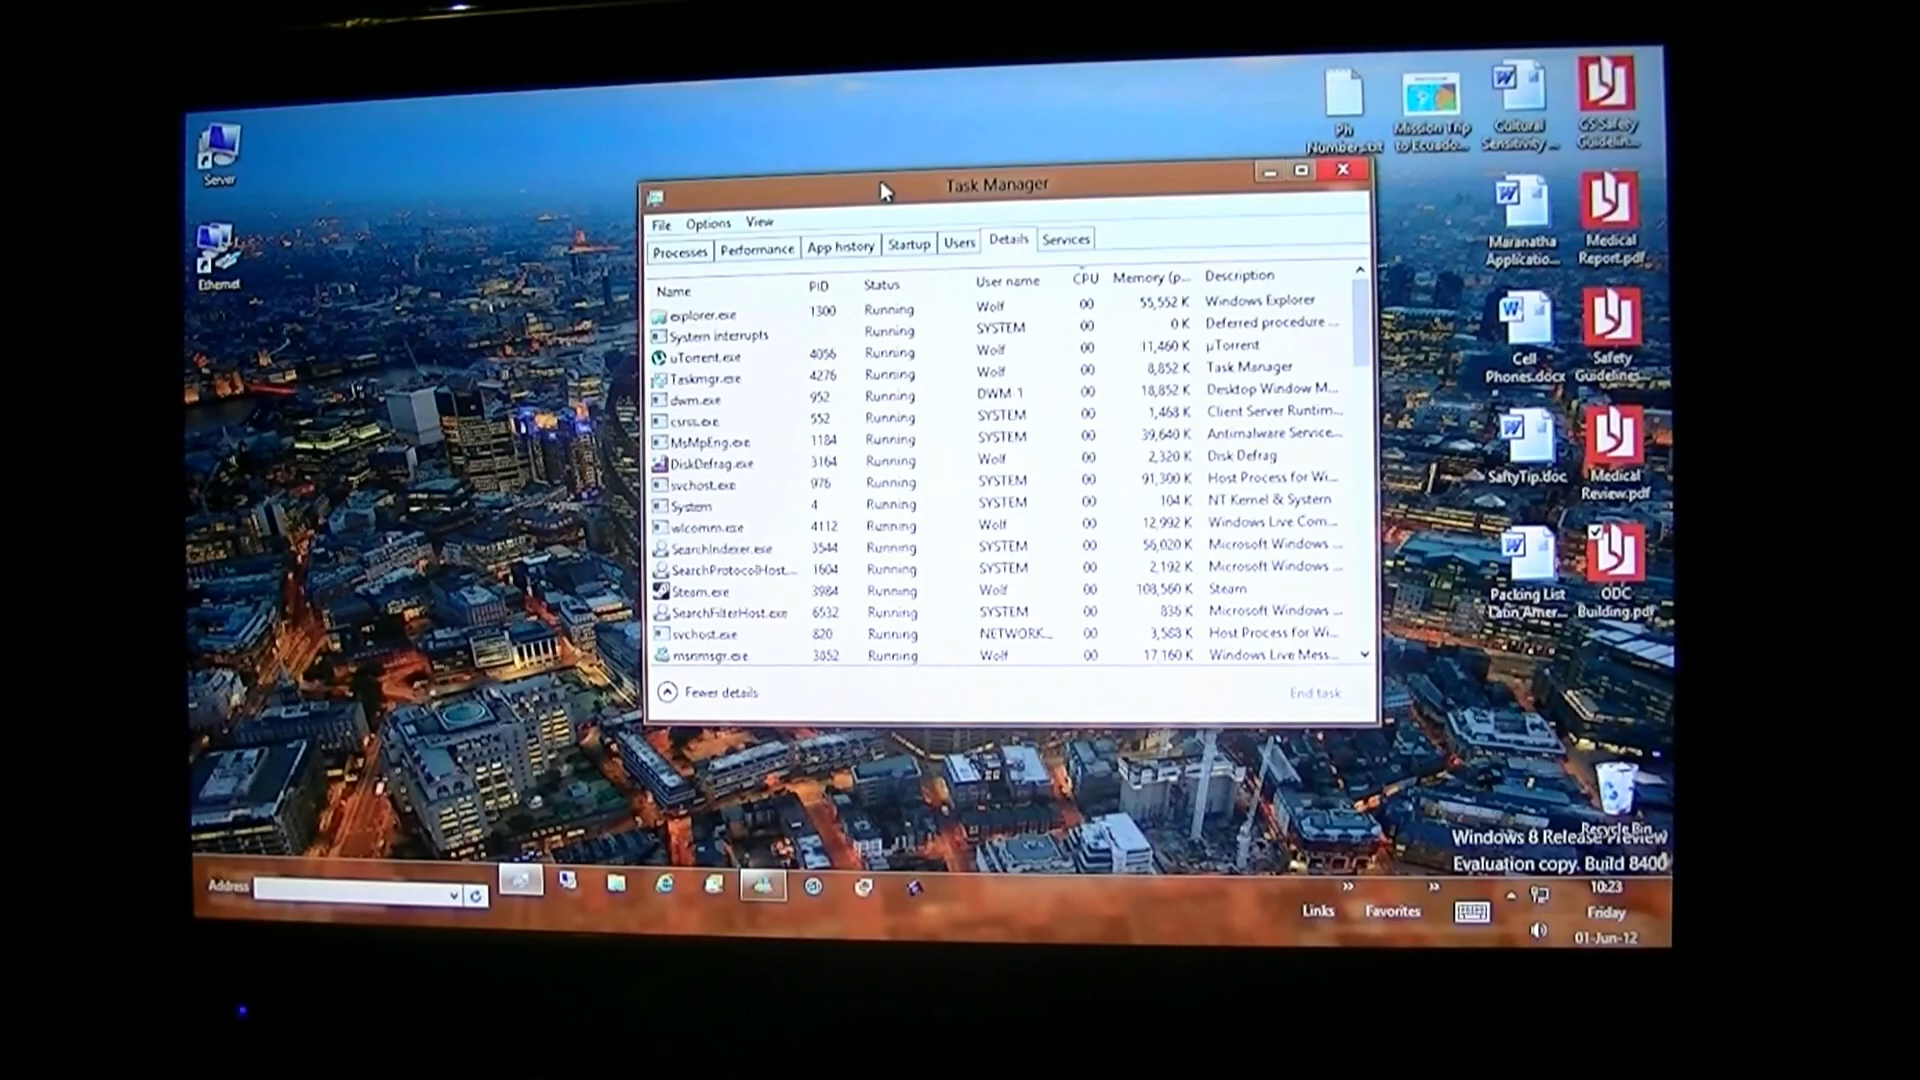 Server
Ethernet
Ph
Numbers.txt
Mission Trip
to Ecuado...
Cultural
Sensitivity ...
GS Safety
Guidelin...
Maranatha
Applicatio...
Medical
Report.pdf
Cell
Phones.docx
Safety
Guidelines...
SaftyTip.doc
Medical
Review.pdf
Packing List
Latin Amer...
ODC
Building.pdf
Recycle Bin
Task Manager
File Options View
Processes Performance App history Startup Users Details Services
Name PID Status User name CPU Memory (p... Description
explorer.exe 1300 Running Wolf 00 55,552 K Windows Explorer
System interrupts Running SYSTEM 00 0 K Deferred procedure ...
uTorrent.exe 4056 Running Wolf 00 11,460 K µTorrent
Taskmgr.exe 4276 Running Wolf 00 8,852 K Task Manager
dwm.exe 952 Running DWM-1 00 18,852 K Desktop Window M...
csrss.exe 552 Running SYSTEM 00 1,468 K Client Server Runtim...
MsMpEng.exe 1184 Running SYSTEM 00 39,640 K Antimalware Service...
DiskDefrag.exe 3164 Running Wolf 00 2,320 K Disk Defrag
svchost.exe 976 Running SYSTEM 00 91,300 K Host Process for Wi...
System 4 Running SYSTEM 00 104 K NT Kernel & System
wlcomm.exe 4112 Running Wolf 00 12,992 K Windows Live Com...
SearchIndexer.exe 3544 Running SYSTEM 00 56,020 K Microsoft Windows ...
SearchProtocolHost... 1604 Running SYSTEM 00 2,192 K Microsoft Windows ...
Steam.exe 3984 Running Wolf 00 108,560 K Steam
SearchFilterHost.exe 6532 Running SYSTEM 00 836 K Microsoft Windows ...
svchost.exe 820 Running NETWORK... 00 3,588 K Host Process for Wi...
msnmsgr.exe 3852 Running Wolf 00 17,160 K Windows Live Mess...
Fewer details End task
Windows 8 Release Preview
Evaluation copy. Build 8400
Address
Links Favorites
10:23
Friday
01-Jun-12